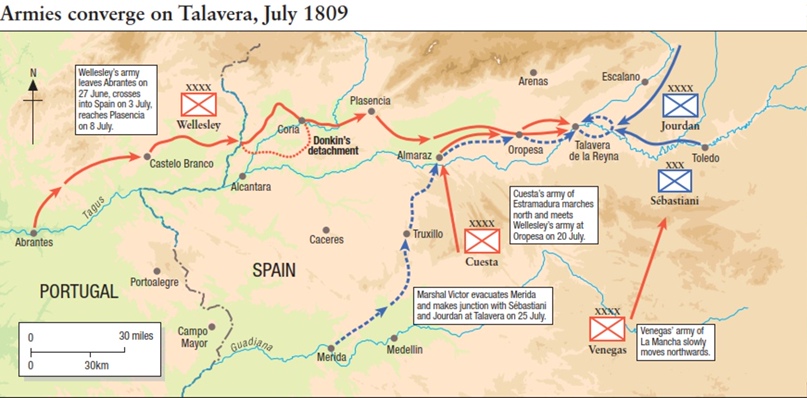 Armies converge on Talavera, July 1809
N
Wellesley's army
leaves Abrantes on
27 June, crosses
into Spain on 3 July,
reaches Plasencia
on 8 July.
XXXX
Wellesley
Arenas
Escalano
XXXX
Jourdan
Plasencia
Coria
Donkin's
detachment
Castelo Branco
Almaraz
Oropesa
Talavera
de la Reyna
Toledo
XXX
Sébastiani
Alcantara
Tagus
Abrantes
Cuesta's army of
Estramadura marches
north and meets
Wellesley's army at
Oropesa on 20 July.
XXXX
Cuesta
Caceres
Truxillo
SPAIN
Portoalegre
PORTUGAL
Marshal Victor evacuates Merida
and makes junction with Sébastiani
and Jourdan at Talavera on 25 July.
XXXX
Venegas
Venegas' army of
La Mancha slowly
moves northwards.
0 30 miles
0 30km
Campo
Mayor
Guadiana
Merida
Medellin